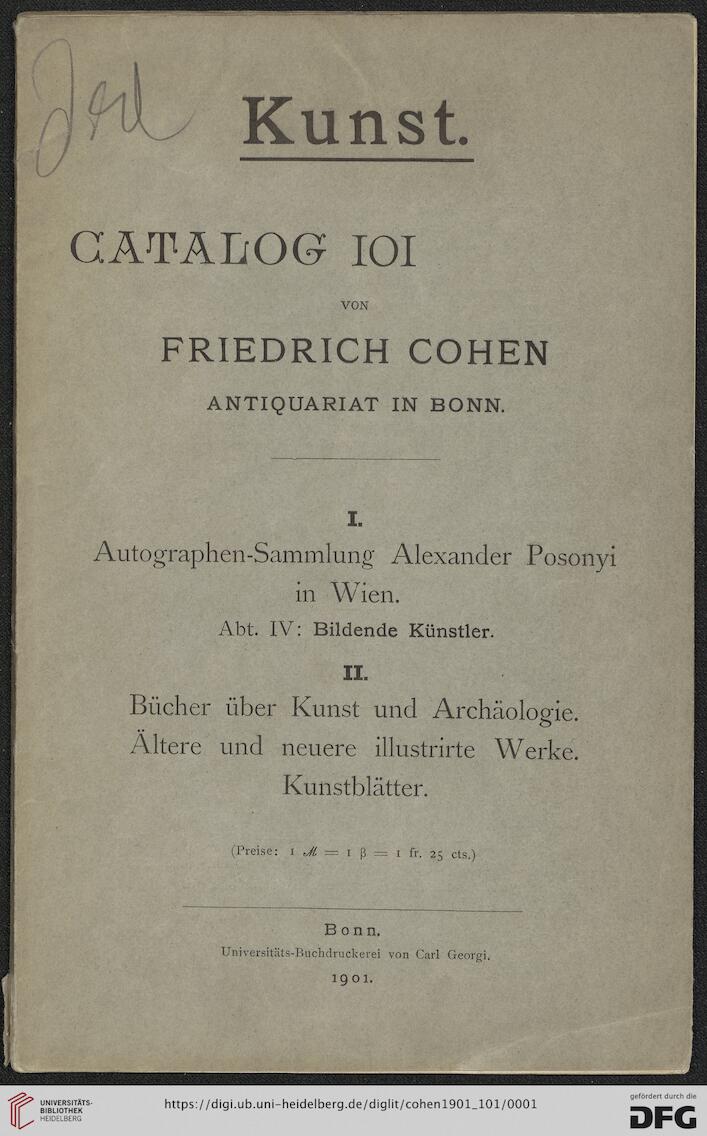 Kunst.
CATALOG 101
VON
FRIEDRICH COHEN
ANTIQUARIAT IN BONN.
I.
Autographen-Sammlung Alexander Posonyi
in Wien.
Abt. IV: Bildende Künstler.
II.
Bücher über Kunst und Archäologie.
Ältere und neuere illustrirte Werke.
Kunstblätter.
(Preise: 1 ℳ = 1 β = 1 fr. 25 cts.)
Bonn.
Universitäts-Buchdruckerei von Carl Georgi.
1901.
UNIVERSITÄTS-
BIBLIOTHEK
HEIDELBERG
https://digi.ub.uni-heidelberg.de/diglit/cohen1901_101/0001
gefördert durch die
DFG